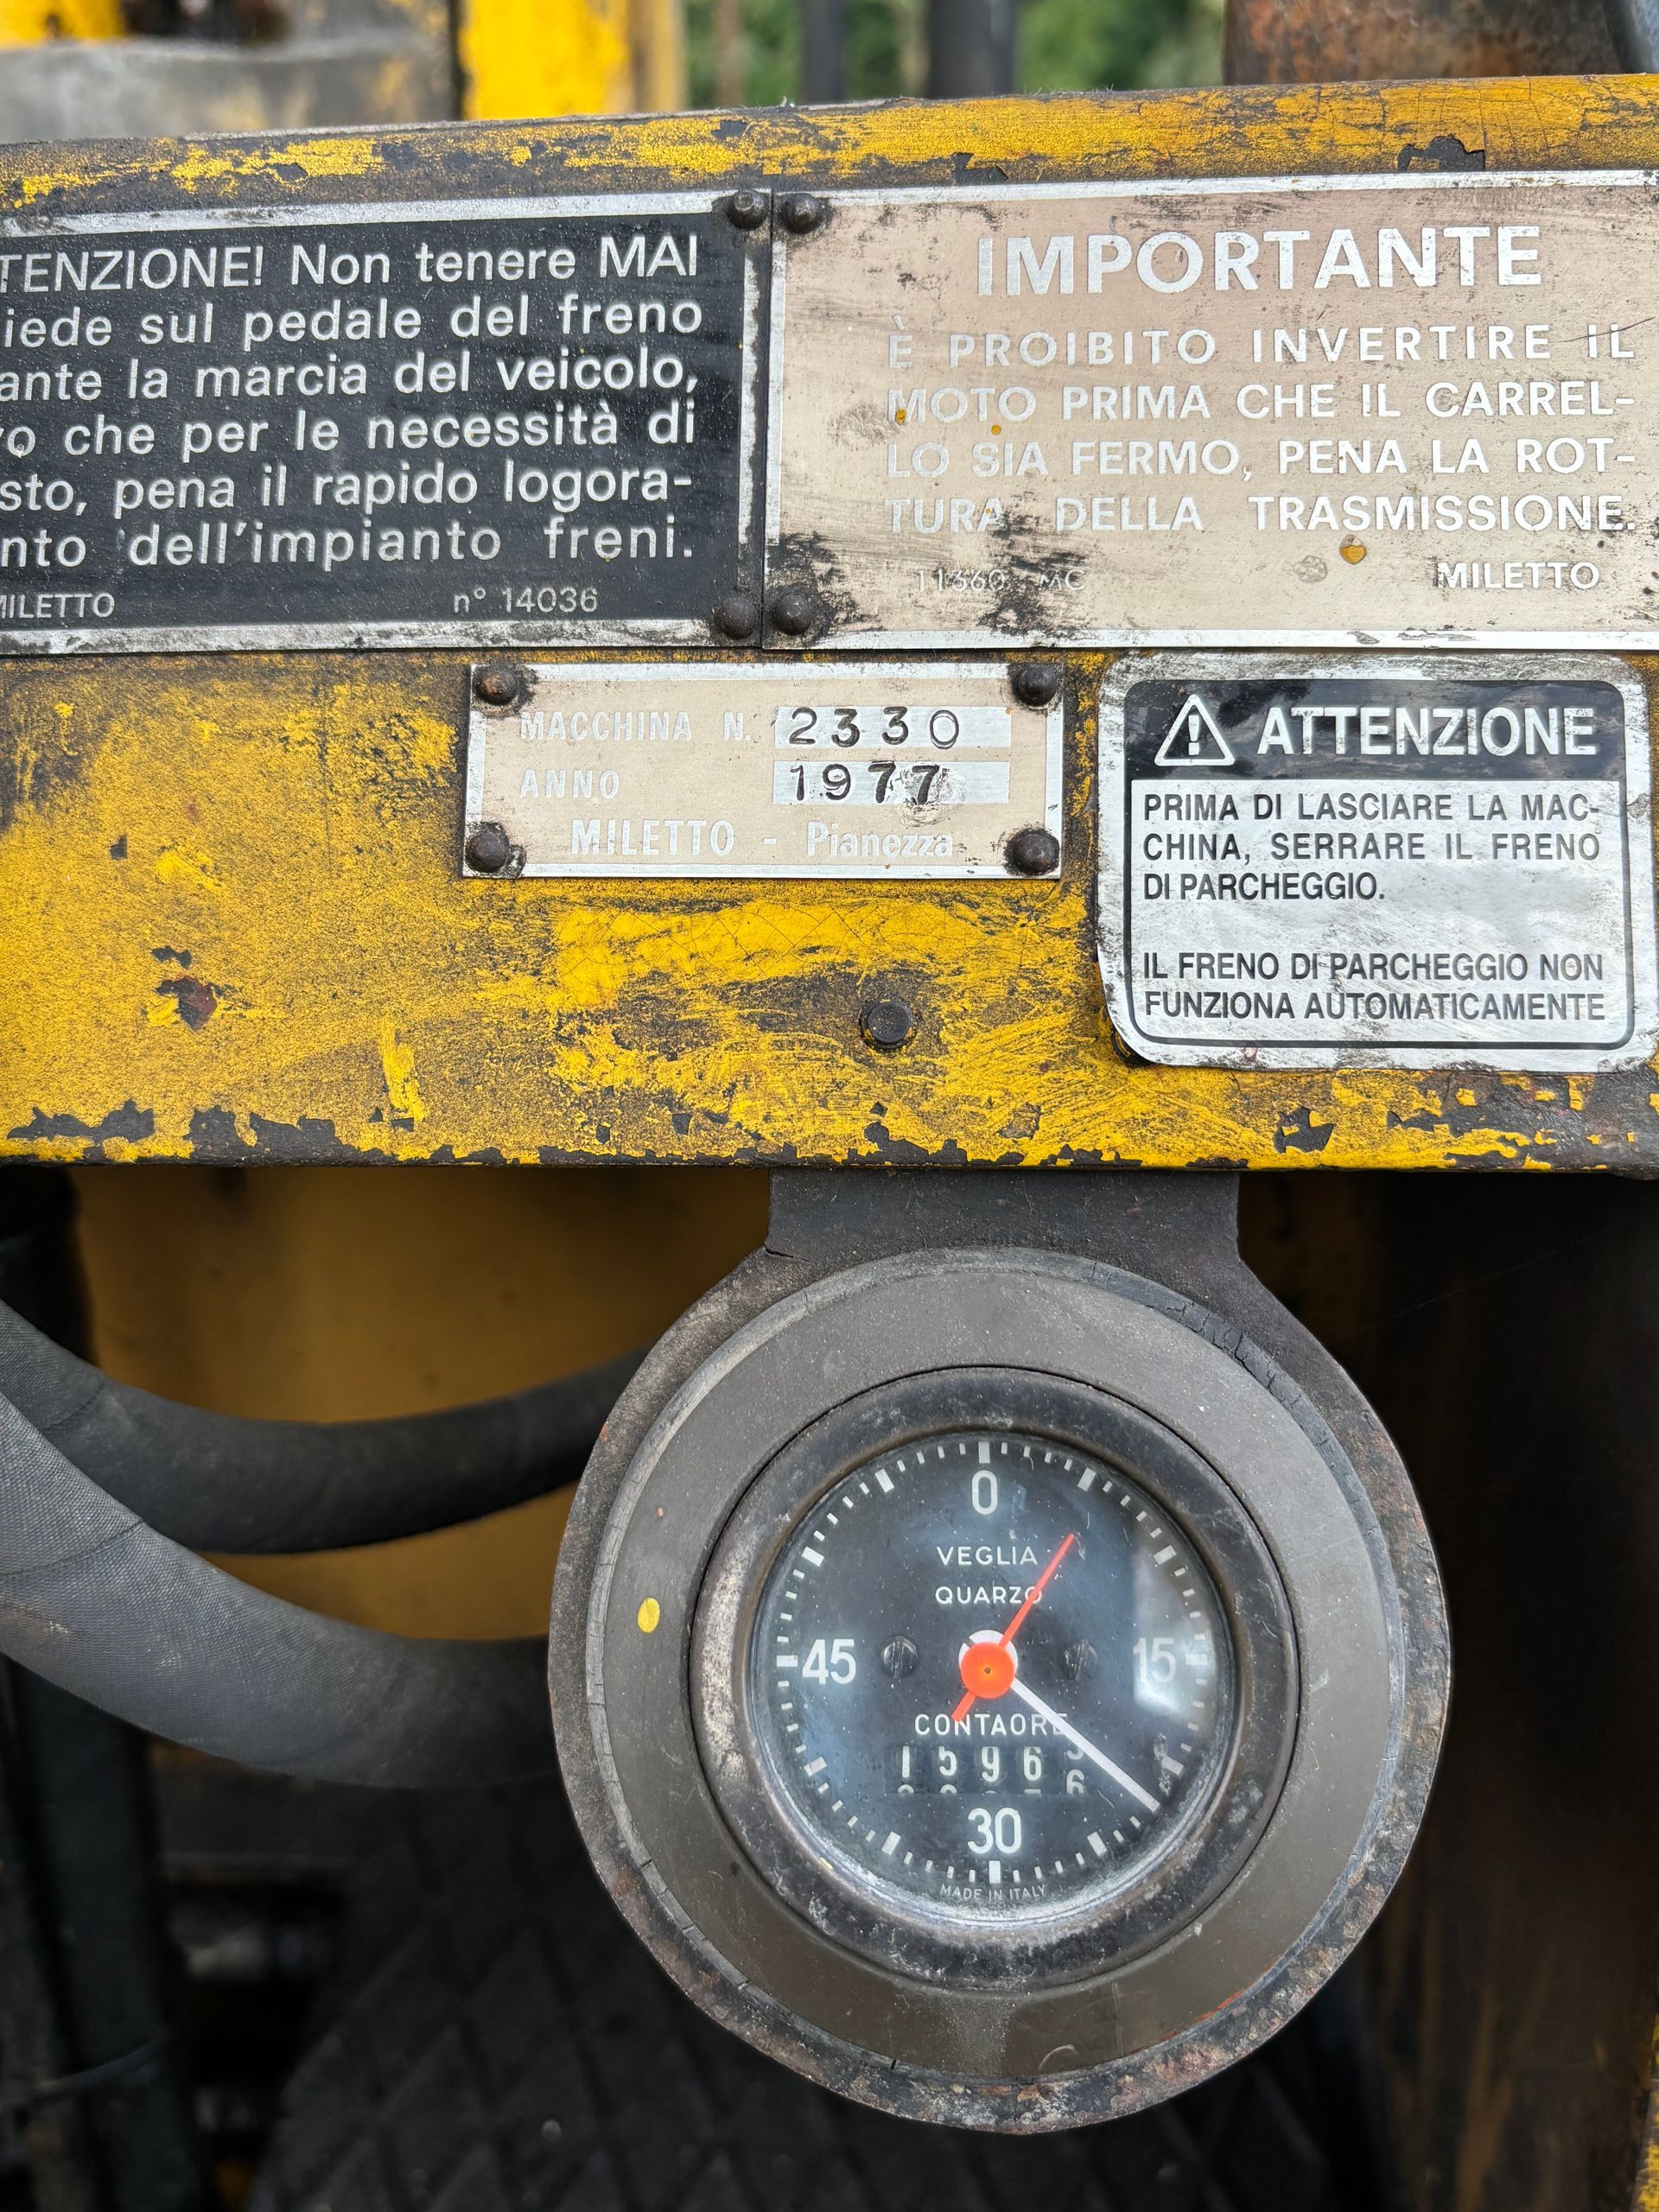 TENZIONE! Non tenere MAI
iede sul pedale del freno
ante la marcia del veicolo,
vo che per le necessità di
sto, pena il rapido logora-
nto dell'impianto freni.
MILETTO n° 14036
IMPORTANTE
È PROIBITO INVERTIRE IL
MOTO PRIMA CHE IL CARREL-
LO SIA FERMO, PENA LA ROT-
TURA DELLA TRASMISSIONE.
MILETTO
MACCHINA N. 2330
ANNO 1977
MILETTO - Pianezza
ATTENZIONE
PRIMA DI LASCIARE LA MAC-
CHINA, SERRARE IL FRENO
DI PARCHEGGIO.
IL FRENO DI PARCHEGGIO NON
FUNZIONA AUTOMATICAMENTE
0
VEGLIA
QUARZO
45 15
CONTAORE
1596
30
MADE IN ITALY